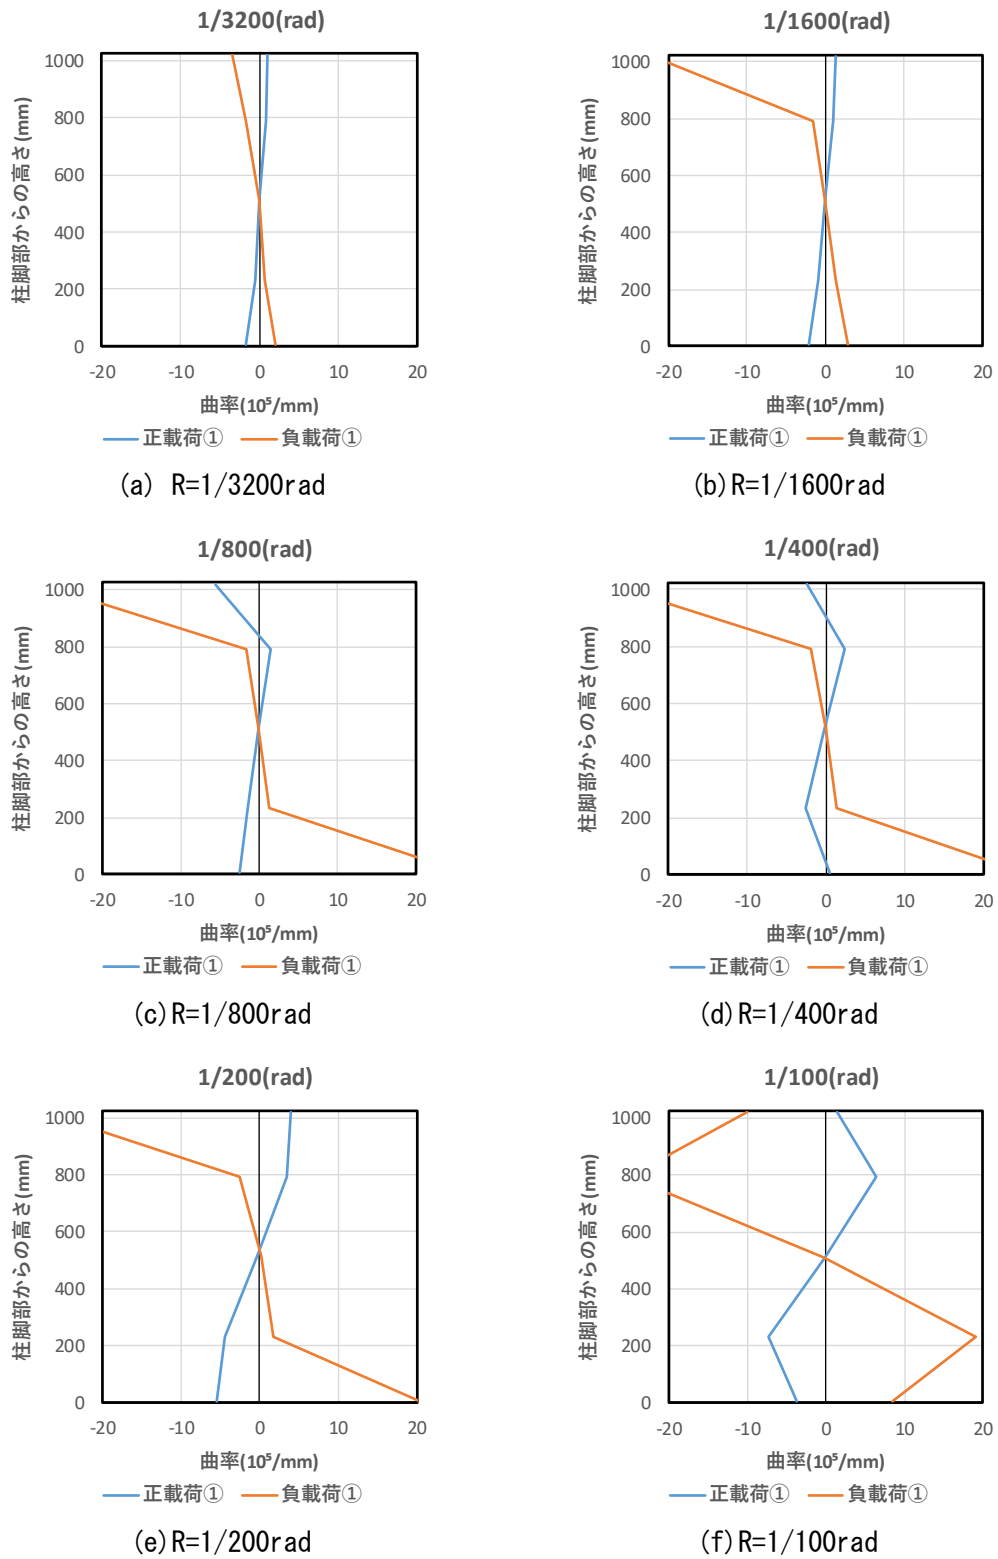 1/3200(rad)
1/1600(rad)
柱脚部からの高さ(mm)
1000
800
600
400
200
0
-20 -10 0 10 20
曲率(10⁵/mm)
正載荷① 負載荷①
(a) R=1/3200rad
柱脚部からの高さ(mm)
1000
800
600
400
200
0
-20 -10 0 10 20
曲率(10⁵/mm)
正載荷① 負載荷①
(b)R=1/1600rad
1/800(rad)
柱脚部からの高さ(mm)
1000
800
600
400
200
0
-20 -10 0 10 20
曲率(10⁵/mm)
正載荷① 負載荷①
(c)R=1/800rad
1/400(rad)
柱脚部からの高さ(mm)
1000
800
600
400
200
0
-20 -10 0 10 20
曲率(10⁵/mm)
正載荷① 負載荷①
(d)R=1/400rad
1/200(rad)
柱脚部からの高さ(mm)
1000
800
600
400
200
0
-20 -10 0 10 20
曲率(10⁵/mm)
正載荷① 負載荷①
(e)R=1/200rad
1/100(rad)
柱脚部からの高さ(mm)
1000
800
600
400
200
0
-20 -10 0 10 20
曲率(10⁵/mm)
正載荷① 負載荷①
(f)R=1/100rad